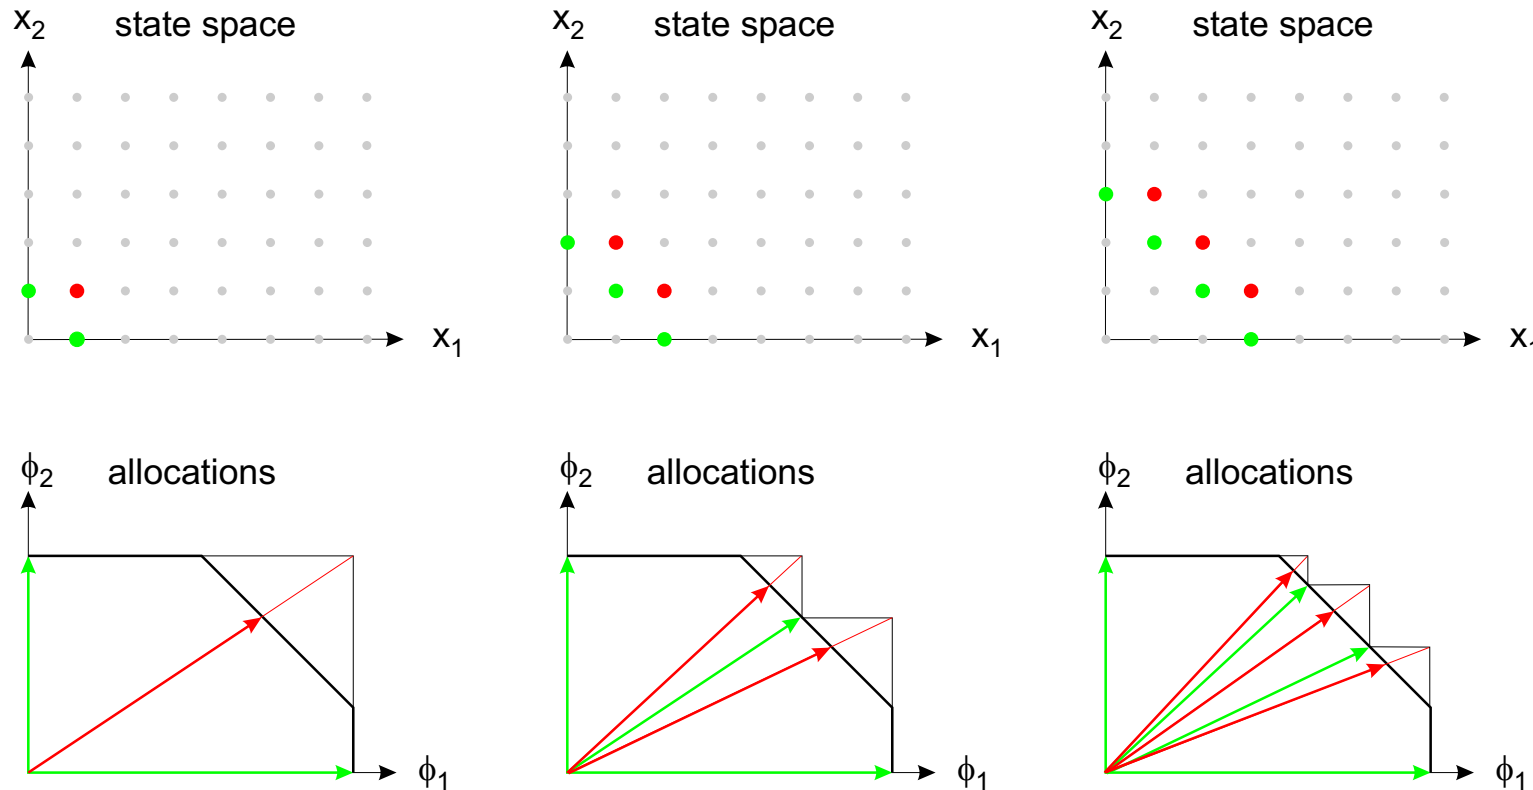 x₂ state space
x₂ state space
x₂ state space
x₁
x₁
x₁
ϕ₂ allocations
ϕ₂ allocations
ϕ₂ allocations
ϕ₁
ϕ₁
ϕ₁